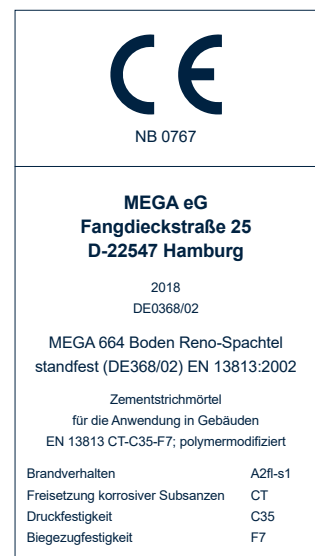 CE
NB 0767
MEGA eG
Fangdieckstraße 25
D-22547 Hamburg
2018
DE0368/02
MEGA 664 Boden Reno-Spachtel
standfest (DE368/02) EN 13813:2002
Zementstrichmörtel
für die Anwendung in Gebäuden
EN 13813 CT-C35-F7; polymermodifiziert
Brandverhalten A2fl-s1
Freisetzung korrosiver Subsanzen CT
Druckfestigkeit C35
Biegezugfestigkeit F7